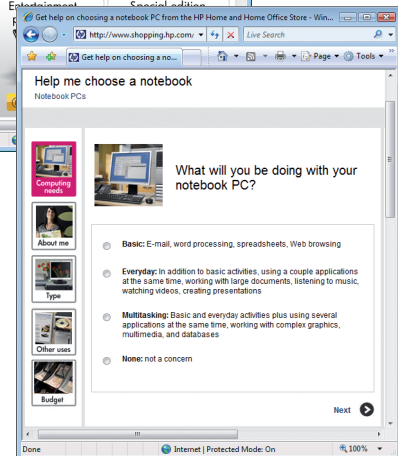 Entertainment Special edition
Get help on choosing a notebook PC from the HP Home and Home Office Store - Win...
http://www.shopping.hp.com/
Live Search
Get help on choosing a no...
Page
Tools
Help me choose a notebook
Notebook PCs
Computing needs
What will you be doing with your
notebook PC?
About me
Basic: E-mail, word processing, spreadsheets, Web browsing
Everyday: In addition to basic activities, using a couple applications
at the same time, working with large documents, listening to music,
watching videos, creating presentations
Type
Multitasking: Basic and everyday activities plus using several
applications at the same time, working with complex graphics,
multimedia, and databases
Other uses
None: not a concern
Budget
Next
Done
Internet | Protected Mode: On
100%